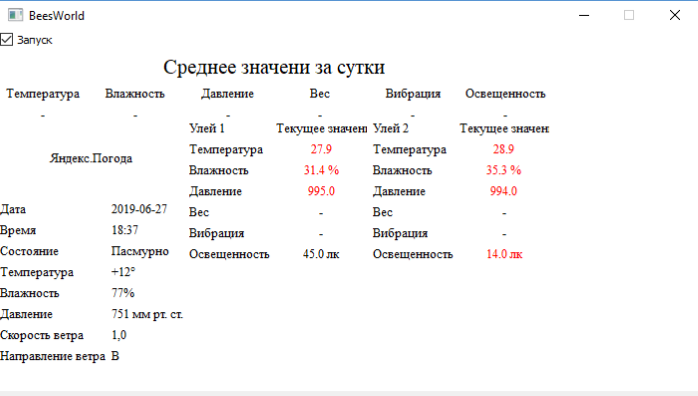 BeesWorld
Запуск
Среднее значени за сутки
Температура Влажность Давление Вес Вибрация Освещенность
- - - - - -
Улей 1 Текущее значен Улей 2 Текущее значен
Температура 27.9 Температура 28.9
Яндекс.Погода
Влажность 31.4 % Влажность 35.3 %
Давление 995.0 Давление 994.0
Дата 2019-06-27 Вес - Вес -
Время 18:37 Вибрация - Вибрация -
Состояние Пасмурно Освещенность 45.0 лк Освещенность 14.0 лк
Температура +12°
Влажность 77%
Давление 751 мм рт. ст.
Скорость ветра 1,0
Направление ветра В